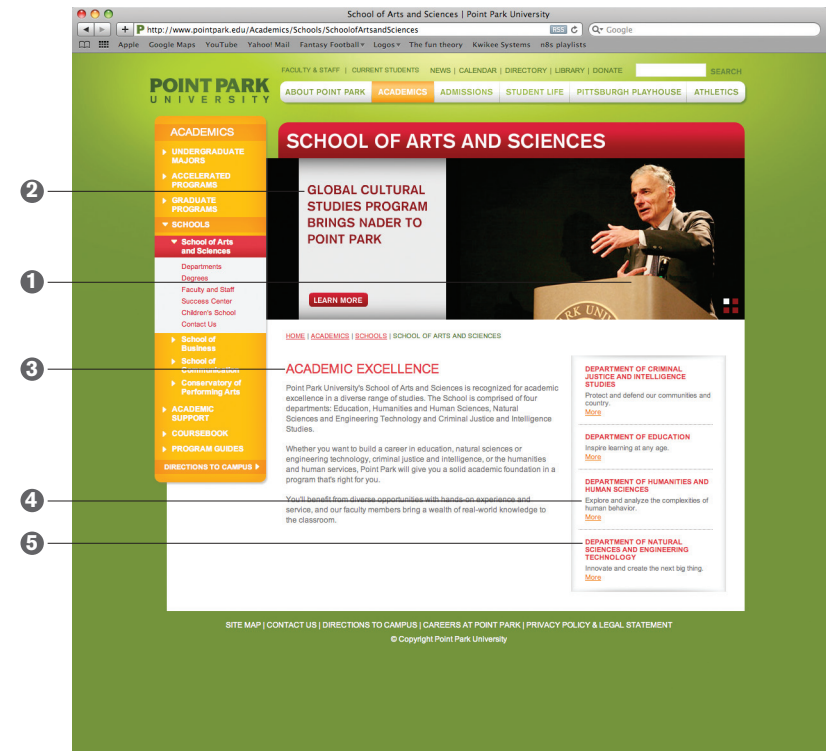 School of Arts and Sciences | Point Park University
http://www.pointpark.edu/Academics/Schools/SchoolofArtsandSciences
RSS
Google
Apple Google Maps YouTube Yahoo! Mail Fantasy Football Logos The fun theory Kwikee Systems n8s playlists
FACULTY & STAFF | CURRENT STUDENTS NEWS | CALENDAR | DIRECTORY | LIBRARY | DONATE SEARCH
POINT PARK
UNIVERSITY
ABOUT POINT PARK ACADEMICS ADMISSIONS STUDENT LIFE PITTSBURGH PLAYHOUSE ATHLETICS
ACADEMICS
UNDERGRADUATE
MAJORS
ACCELERATED
PROGRAMS
GRADUATE
PROGRAMS
SCHOOLS
School of Arts
and Sciences
Departments
Degrees
Faculty and Staff
Success Center
Children's School
Contact Us
School of
Business
School of
Communication
Conservatory of
Performing Arts
ACADEMIC
SUPPORT
COURSEBOOK
PROGRAM GUIDES
DIRECTIONS TO CAMPUS
SCHOOL OF ARTS AND SCIENCES
2
GLOBAL CULTURAL
STUDIES PROGRAM
BRINGS NADER TO
POINT PARK
LEARN MORE
1
RK UNIV
HOME | ACADEMICS | SCHOOLS | SCHOOL OF ARTS AND SCIENCES
3
ACADEMIC EXCELLENCE
Point Park University's School of Arts and Sciences is recognized for academic
excellence in a diverse range of studies. The School is comprised of four
departments: Education, Humanities and Human Sciences, Natural
Sciences and Engineering Technology and Criminal Justice and Intelligence
Studies.
Whether you want to build a career in education, natural sciences or
engineering technology, criminal justice and intelligence, or the humanities
and human services, Point Park will give you a solid academic foundation in a
program that's right for you.
You'll benefit from diverse opportunities with hands-on experience and
service, and our faculty members bring a wealth of real-world knowledge to
the classroom.
DEPARTMENT OF CRIMINAL
JUSTICE AND INTELLIGENCE
STUDIES
Protect and defend our communities and
country.
More
DEPARTMENT OF EDUCATION
Inspire learning at any age.
More
4
DEPARTMENT OF HUMANITIES AND
HUMAN SCIENCES
Explore and analyze the complexities of
human behavior.
More
5
DEPARTMENT OF NATURAL
SCIENCES AND ENGINEERING
TECHNOLOGY
Innovate and create the next big thing.
More
SITE MAP | CONTACT US | DIRECTIONS TO CAMPUS | CAREERS AT POINT PARK | PRIVACY POLICY & LEGAL STATEMENT
© Copyright Point Park University